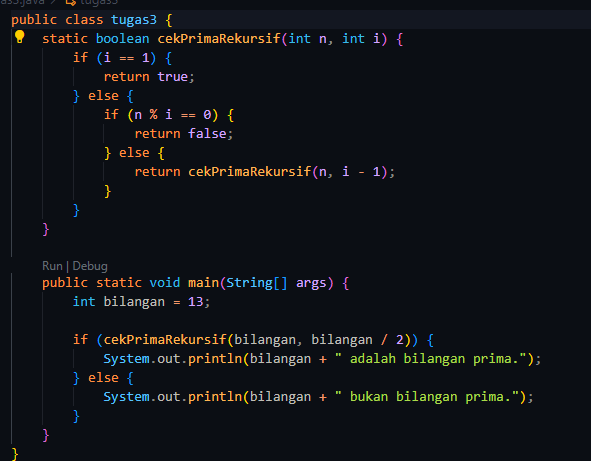 as3.java > tugas3
public class tugas3 {
static boolean cekPrimaRekursif(int n, int i) {
if (i == 1) {
return true;
} else {
if (n % i == 0) {
return false;
} else {
return cekPrimaRekursif(n, i - 1);
}
}
}
Run | Debug
public static void main(String[] args) {
int bilangan = 13;
if (cekPrimaRekursif(bilangan, bilangan / 2)) {
System.out.println(bilangan + " adalah bilangan prima.");
} else {
System.out.println(bilangan + " bukan bilangan prima.");
}
}
}